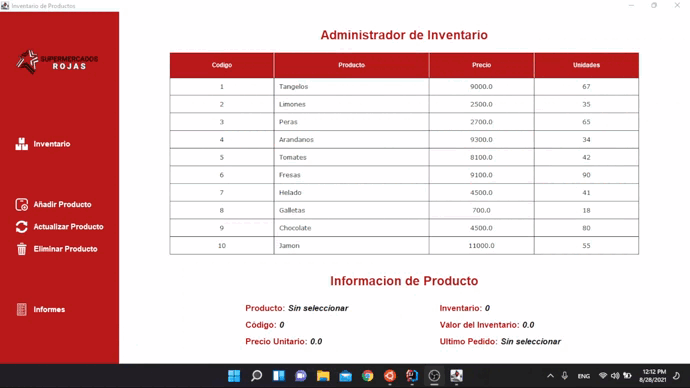 Inventario de Productos
SUPERMERCADOS
ROJAS
Inventario
Añadir Producto
Actualizar Producto
Eliminar Producto
Informes
Administrador de Inventario
Codigo Producto Precio Unidades
1 Tangelos 9000.0 67
2 Limones 2500.0 35
3 Peras 2700.0 65
4 Arandanos 9300.0 34
5 Tomates 8100.0 42
6 Fresas 9100.0 90
7 Helado 4500.0 41
8 Galletas 700.0 18
9 Chocolate 4500.0 80
10 Jamon 11000.0 55
Informacion de Producto
Producto: Sin seleccionar Inventario: 0
Código: 0 Valor del Inventario: 0.0
Precio Unitario: 0.0 Ultimo Pedido: Sin seleccionar
ENG
12:12 PM
8/28/2021